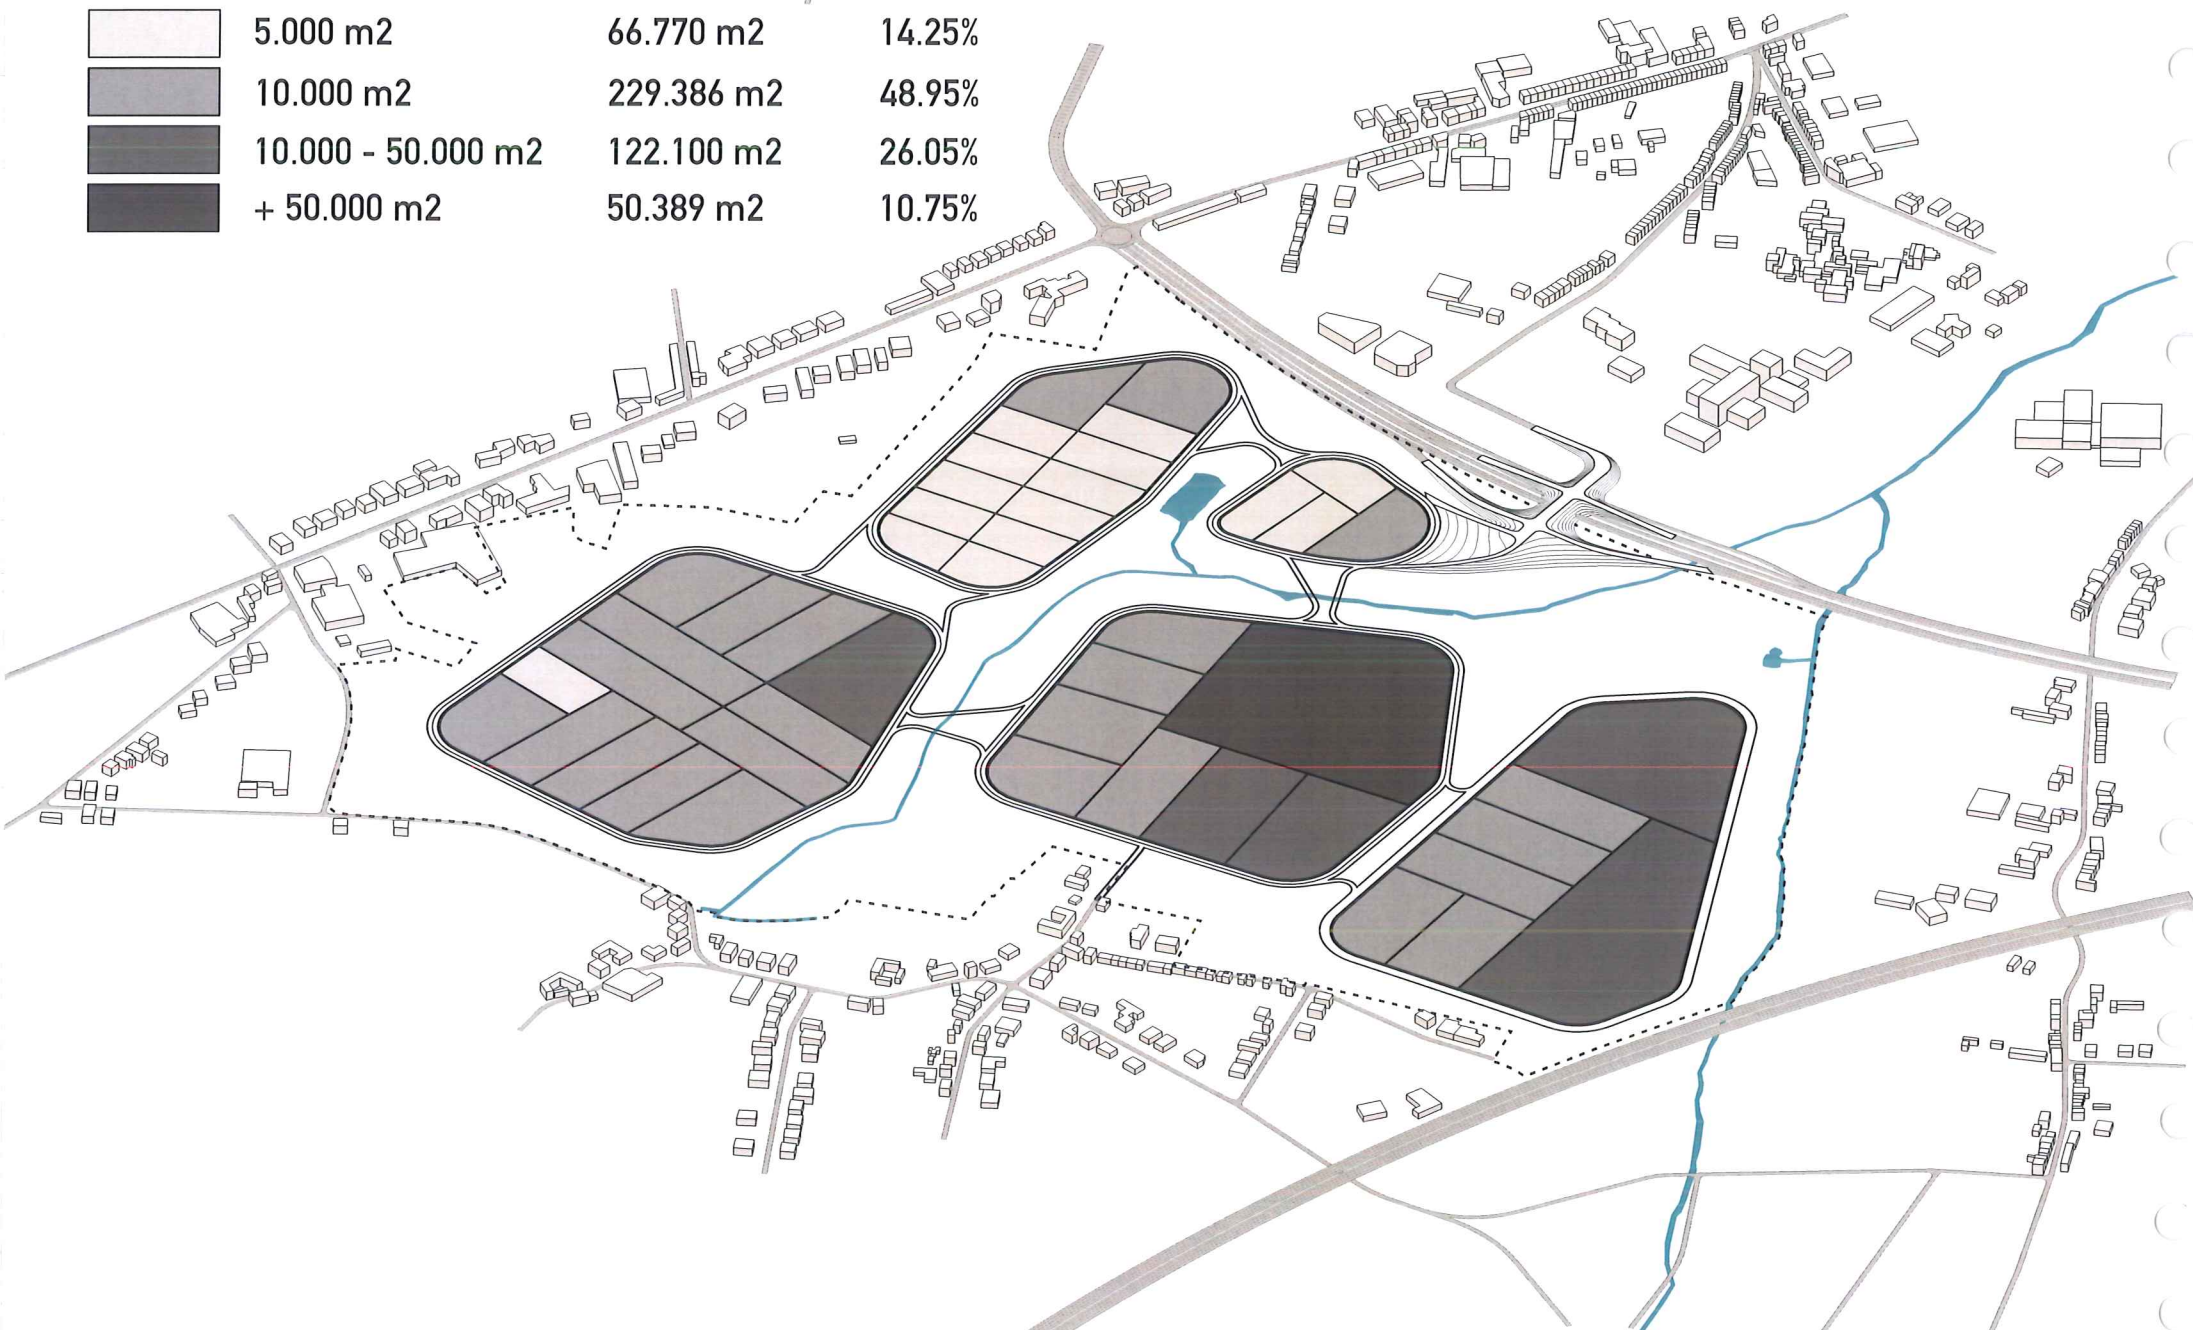 5.000 m2 66.770 m2 14.25%
10.000 m2 229.386 m2 48.95%
10.000 - 50.000 m2 122.100 m2 26.05%
+ 50.000 m2 50.389 m2 10.75%